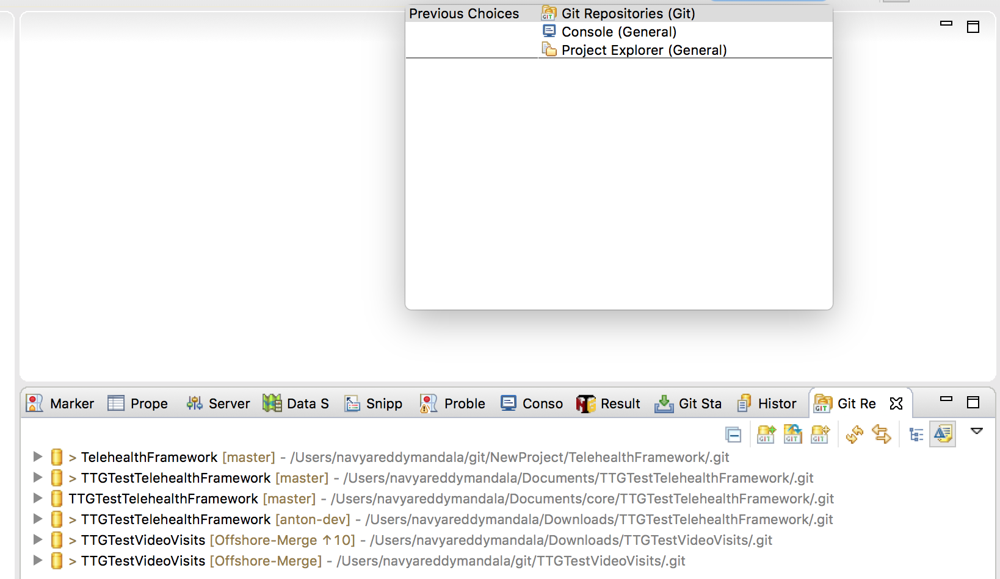 Previous Choices Git Repositories (Git)
Console (General)
Project Explorer (General)
Marker Prope Server Data S Snipp Proble Conso Result Git Sta Histor Git Re
> TelehealthFramework [master] - /Users/navyareddymandala/git/NewProject/TelehealthFramework/.git
> TTGTestTelehealthFramework [master] - /Users/navyareddymandala/Documents/TTGTestTelehealthFramework/.git
TTGTestTelehealthFramework [master] - /Users/navyareddymandala/Documents/core/TTGTestTelehealthFramework/.git
> TTGTestTelehealthFramework [anton-dev] - /Users/navyareddymandala/Downloads/TTGTestTelehealthFramework/.git
> TTGTestVideoVisits [Offshore-Merge ↑10] - /Users/navyareddymandala/Downloads/TTGTestVideoVisits/.git
> TTGTestVideoVisits [Offshore-Merge] - /Users/navyareddymandala/git/TTGTestVideoVisits/.git